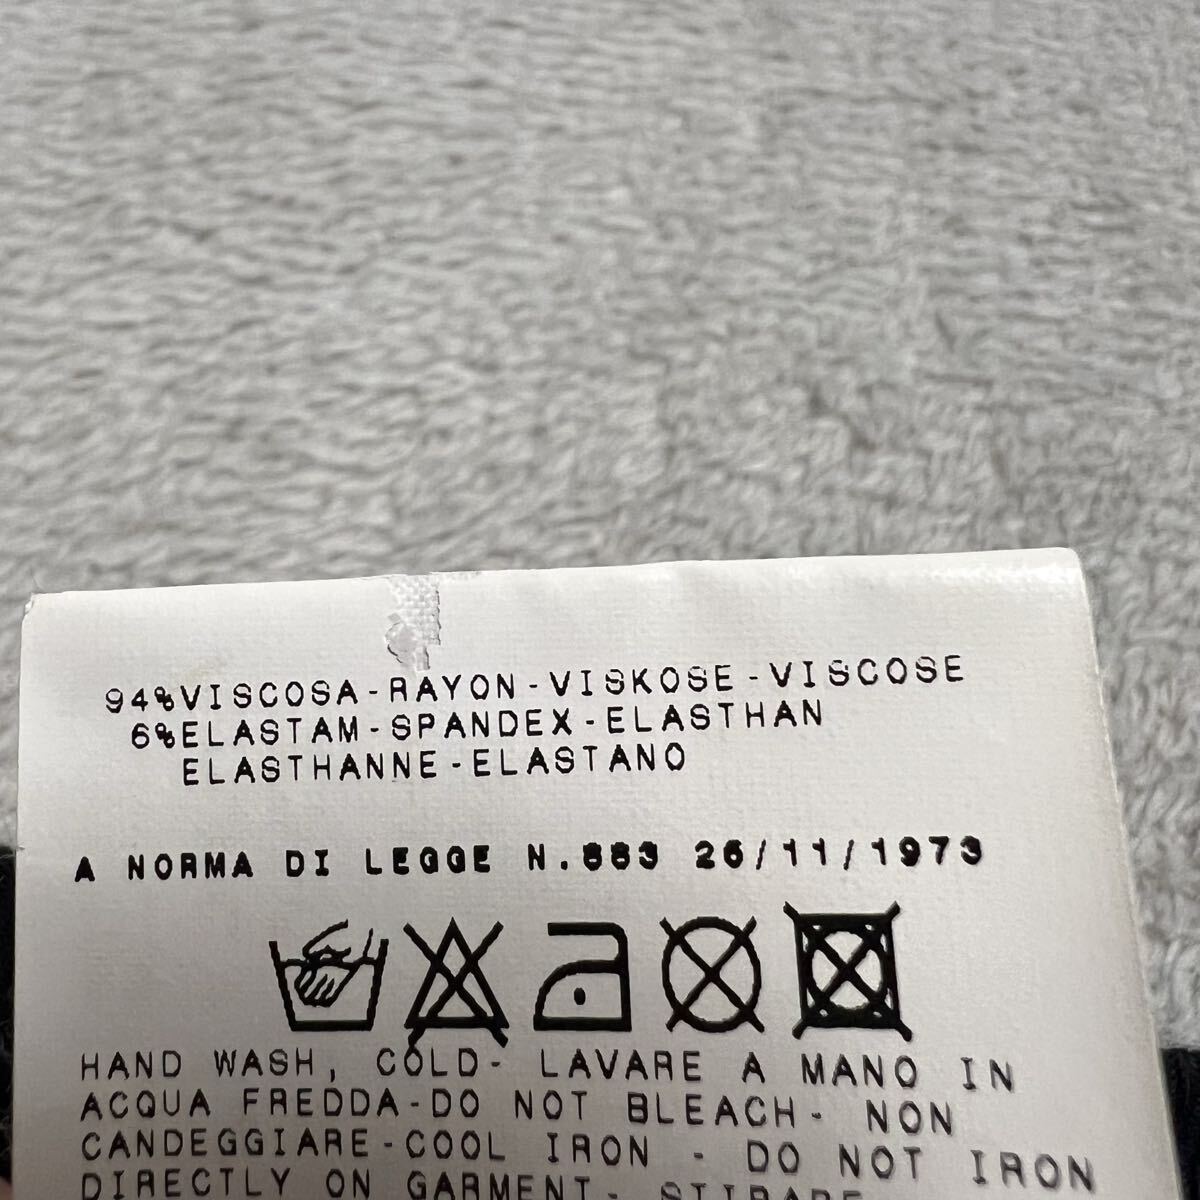 94%VISCOSA-RAYON-VISKOSE-VISCOSE
6%ELASTAM-SPANDEX-ELASTHAN
ELASTHANNE-ELASTANO
A NORMA DI LEGGE N.883 26/11/1973
HAND WASH, COLD- LAVARE A MANO IN
ACQUA FREDDA-DO NOT BLEACH- NON
CANDEGGIARE-COOL IRON - DO NOT IRON
DIRECTLY ON GARMENT- STIRARE